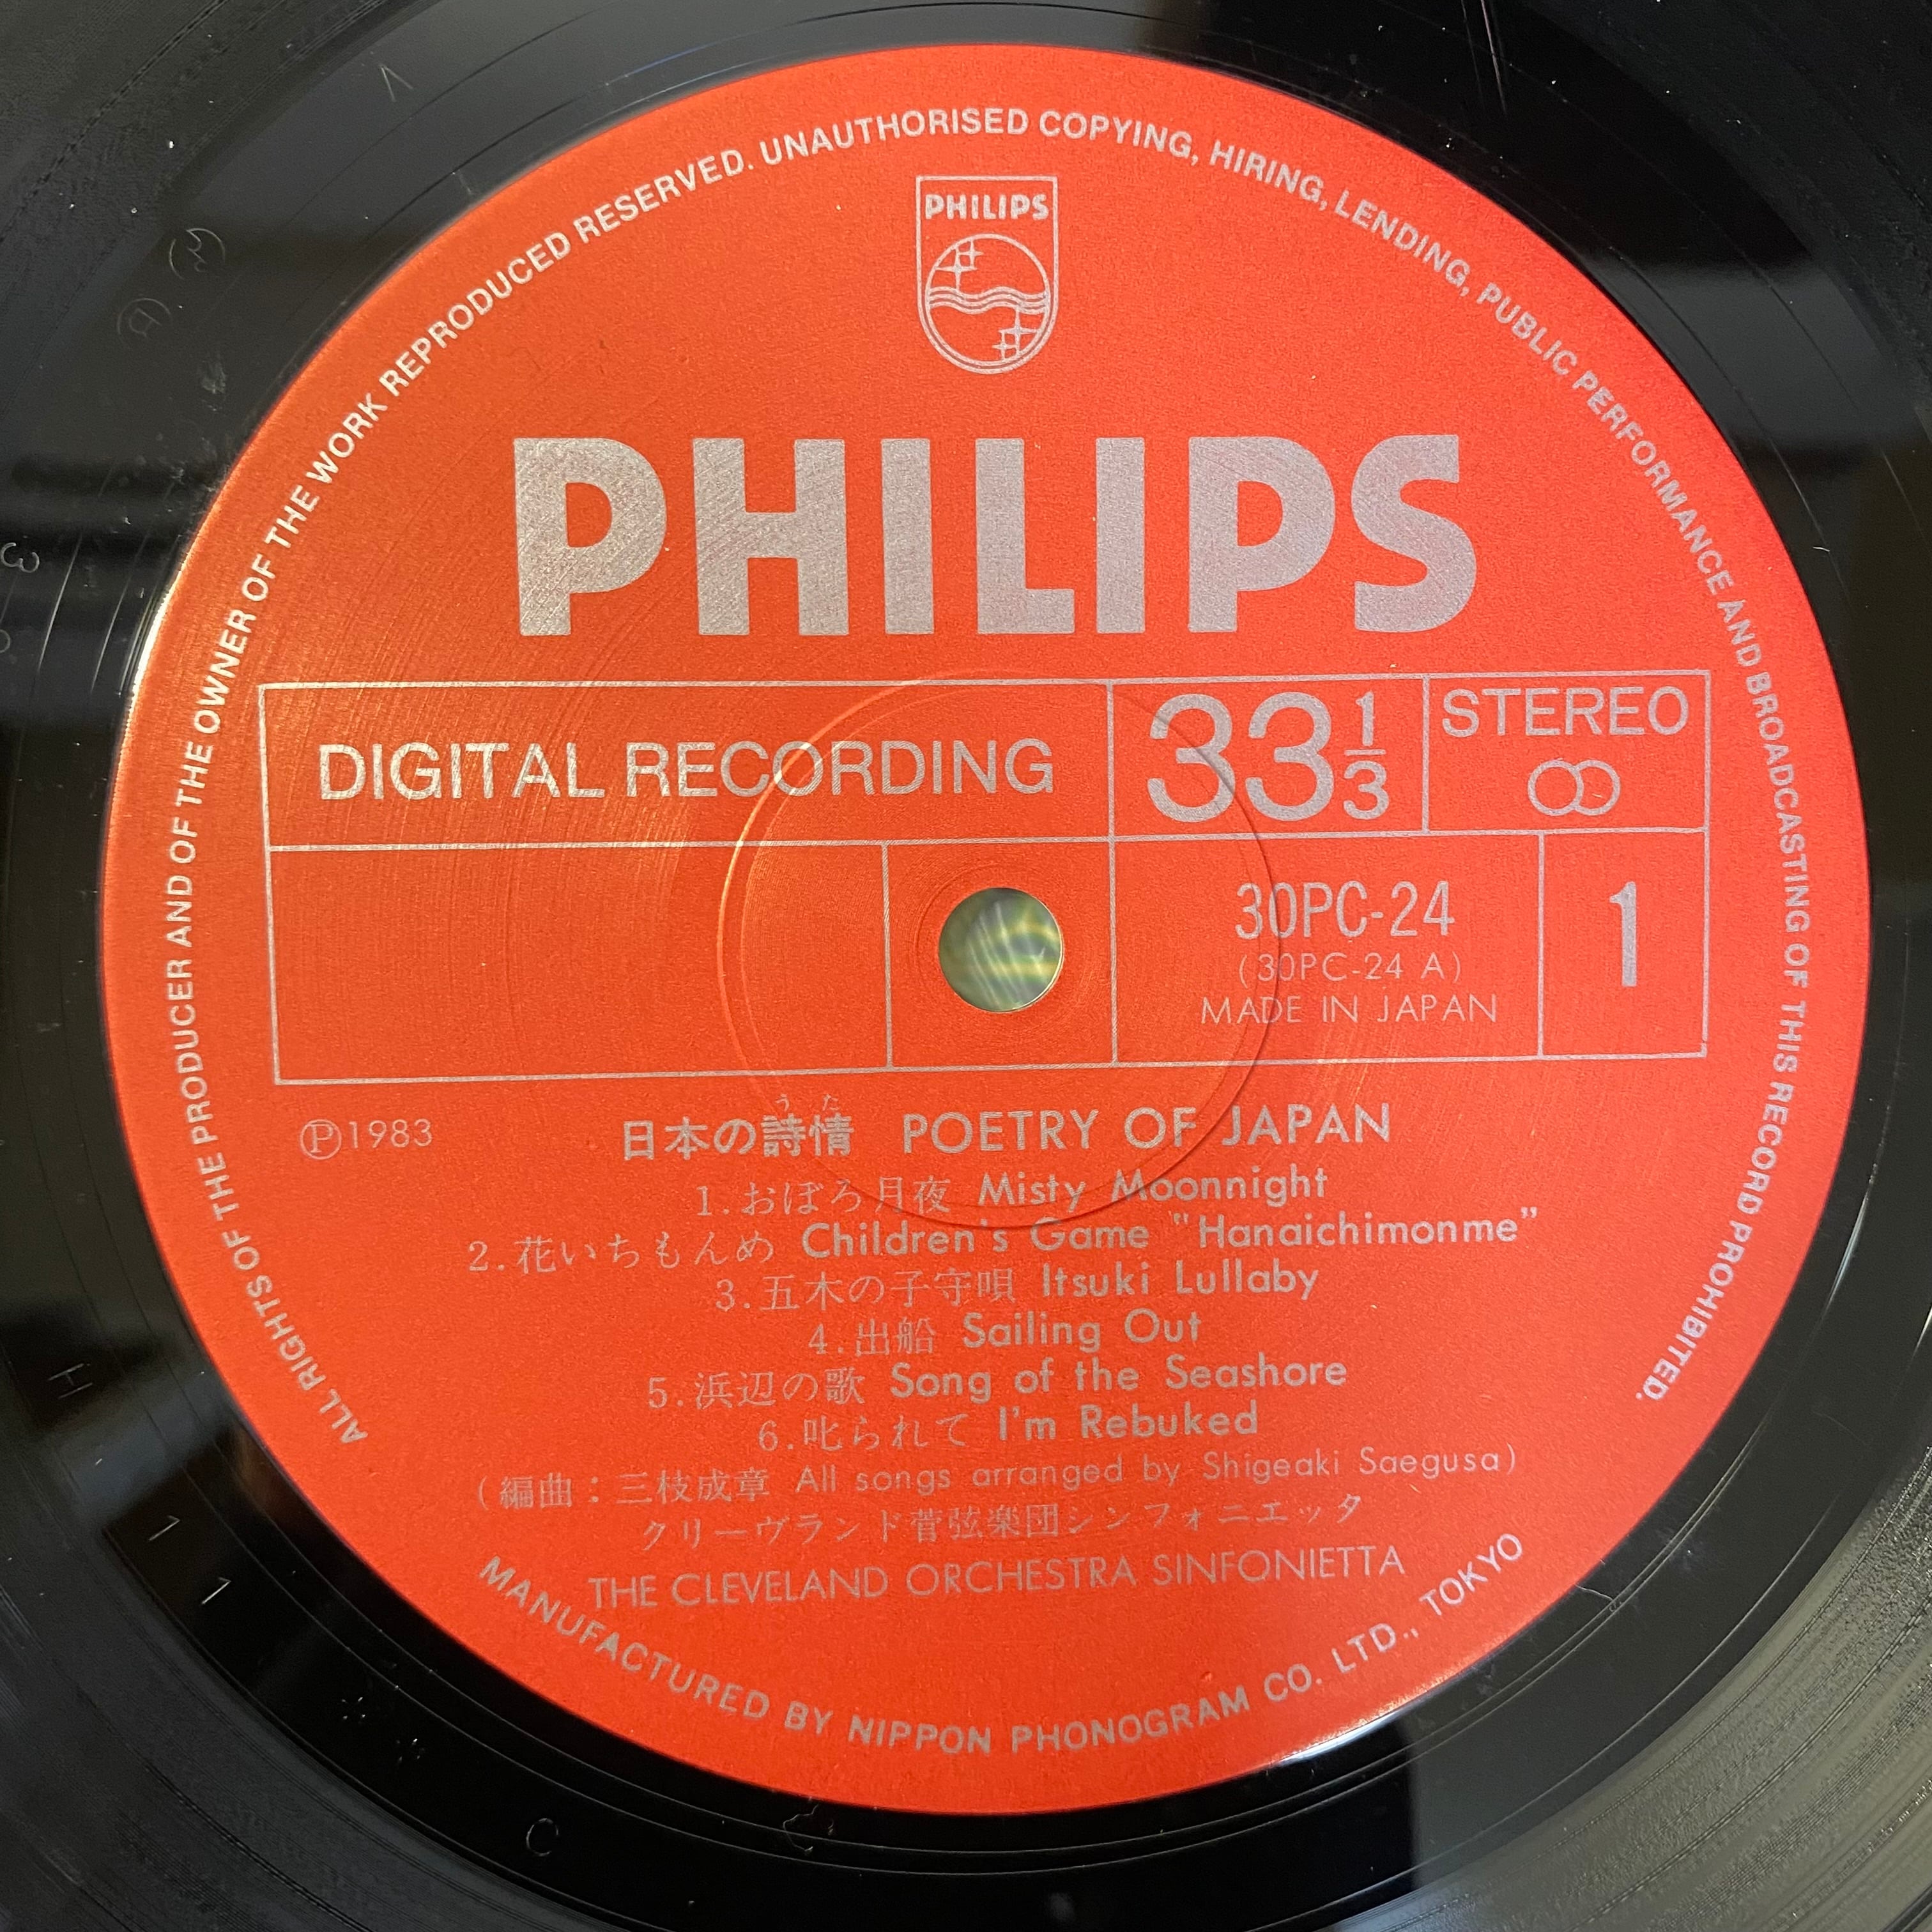 ALL RIGHTS OF THE PRODUCER AND OF THE OWNER OF THE WORK REPRODUCED RESERVED. UNAUTHORISED COPYING, HIRING, LENDING, PUBLIC PERFORMANCE AND BROADCASTING OF THIS RECORD PROHIBITED.
PHILIPS
PHILIPS
DIGITAL RECORDING
33 1/3
STEREO
30PC-24
(30PC-24 A)
MADE IN JAPAN
1
Ⓟ1983
うた
日本の詩情 POETRY OF JAPAN
1.おぼろ月夜 Misty Moonnight
2.花いちもんめ Children's Game "Hanaichimonme"
3.五木の子守唄 Itsuki Lullaby
4.出船 Sailing Out
5.浜辺の歌 Song of the Seashore
6.叱られて I'm Rebuked
(編曲:三枝成章 All songs arranged by Shigeaki Saegusa)
クリーヴランド菅弦楽団シンフォニエッタ
THE CLEVELAND ORCHESTRA SINFONIETTA
MANUFACTURED BY NIPPON PHONOGRAM CO. LTD., TOKYO